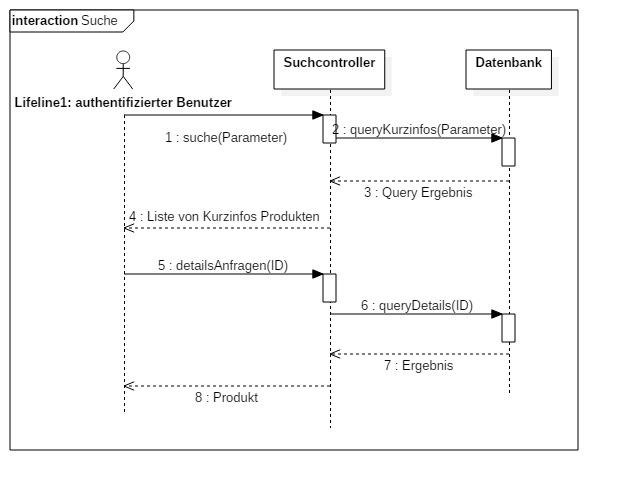 interaction Suche
Suchcontroller
Datenbank
Lifeline1: authentifizierter Benutzer
1 : suche(Parameter)
2 : queryKurzinfos(Parameter)
3 : Query Ergebnis
4 : Liste von Kurzinfos Produkten
5 : detailsAnfragen(ID)
6 : queryDetails(ID)
7 : Ergebnis
8 : Produkt